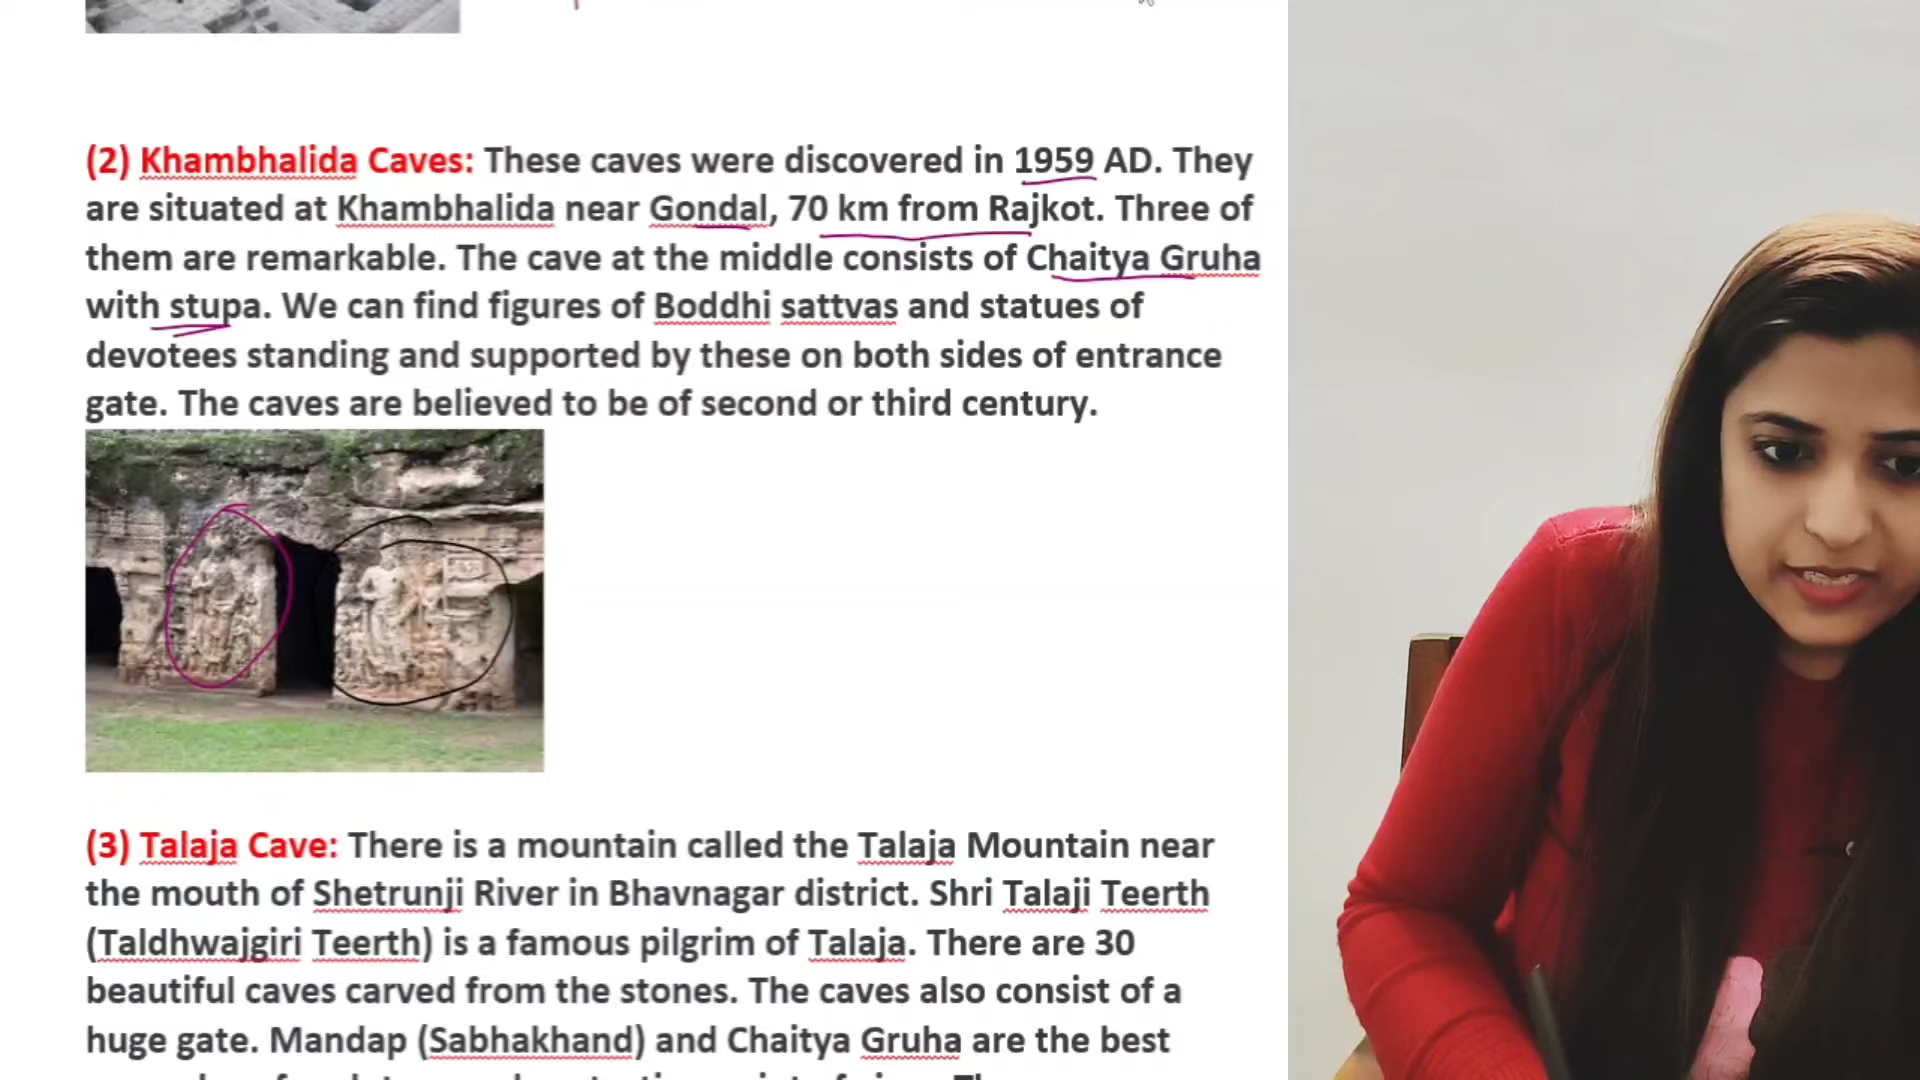 (2) Khambhalida Caves: These caves were discovered in 1959 AD. They
are situated at Khambhalida near Gondal, 70 km from Rajkot. Three of
them are remarkable. The cave at the middle consists of Chaitya Gruha
with stupa. We can find figures of Boddhi sattvas and statues of
devotees standing and supported by these on both sides of entrance
gate. The caves are believed to be of second or third century.
(3) Talaja Cave: There is a mountain called the Talaja Mountain near
the mouth of Shetrunji River in Bhavnagar district. Shri Talaji Teerth
(Taldhwajgiri Teerth) is a famous pilgrim of Talaja. There are 30
beautiful caves carved from the stones. The caves also consist of a
huge gate. Mandap (Sabhakhand) and Chaitya Gruha are the best